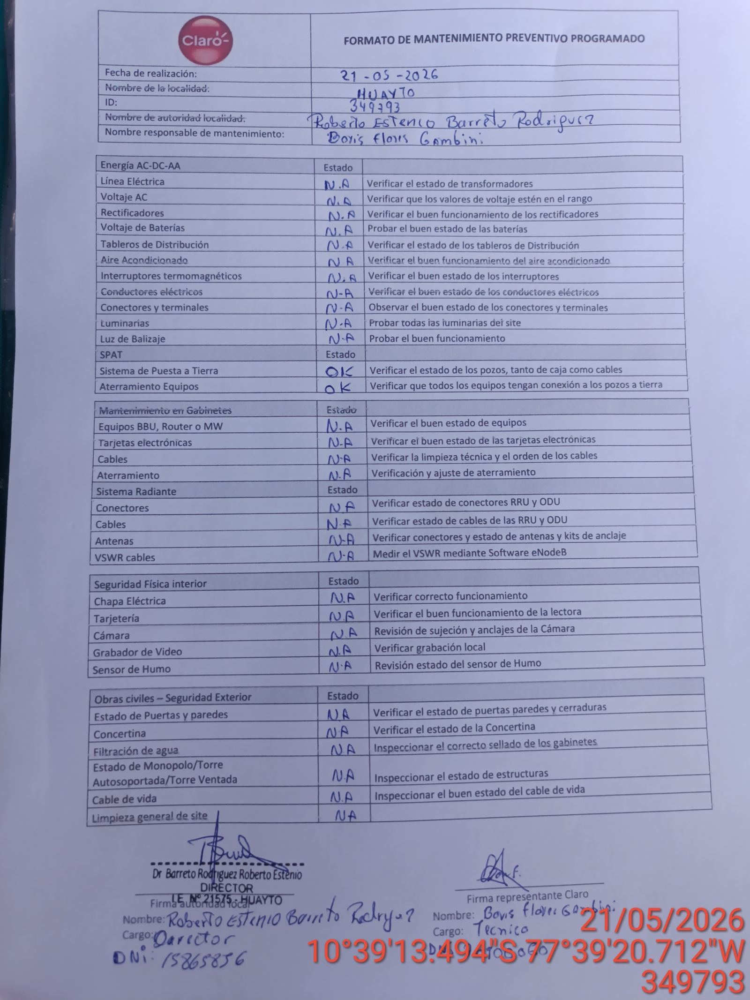 Claro
FORMATO DE MANTENIMIENTO PREVENTIVO PROGRAMADO
Fecha de realización: 21-05-2026
Nombre de la localidad: HUAYTO
ID: 349793
Nombre de autoridad localidad: Roberto Estenio Barreto Rodriguez
Nombre responsable de mantenimiento: Boris Flores Gambini
Energía AC-DC-AA Estado
Línea Eléctrica N.A Verificar el estado de transformadores
Voltaje AC N.A Verificar que los valores de voltaje estén en el rango
Rectificadores N.A Verificar el buen funcionamiento de los rectificadores
Voltaje de Baterías N.A Probar el buen estado de las baterías
Tableros de Distribución N.A Verificar el estado de los tableros de Distribución
Aire Acondicionado N A Verificar el buen funcionamiento del aire acondicionado
Interruptores termomagnéticos N.A Verificar el buen estado de los interruptores
Conductores eléctricos N-A Verificar el buen estado de los conductores eléctricos
Conectores y terminales N-A Observar el buen estado de los conectores y terminales
Luminarias N.A Probar todas las luminarias del site
Luz de Balizaje N.A Probar el buen funcionamiento
SPAT Estado
Sistema de Puesta a Tierra OK Verificar el estado de los pozos, tanto de caja como cables
Aterramiento Equipos OK Verificar que todos los equipos tengan conexión a los pozos a tierra
Mantenimiento en Gabinetes Estado
Equipos BBU, Router o MW N.A Verificar el buen estado de equipos
Tarjetas electrónicas N-A Verificar el buen estado de las tarjetas electrónicas
Cables N.A Verificar la limpieza técnica y el orden de los cables
Aterramiento N.A Verificación y ajuste de aterramiento
Sistema Radiante Estado
Conectores N A Verificar estado de conectores RRU y ODU
Cables N.A Verificar estado de cables de las RRU y ODU
Antenas N-A Verificar conectores y estado de antenas y kits de anclaje
VSWR cables N.A Medir el VSWR mediante Software eNodeB
Seguridad Física interior Estado
Chapa Eléctrica N.A Verificar correcto funcionamiento
Tarjetería N.A Verificar el buen funcionamiento de la lectora
Cámara N.A Revisión de sujeción y anclajes de la Cámara
Grabador de Video N.A Verificar grabación local
Sensor de Humo N.A Revisión estado del sensor de Humo
Obras civiles – Seguridad Exterior Estado
Estado de Puertas y paredes N.A Verificar el estado de puertas paredes y cerraduras
Concertina N.A Verificar el estado de la Concertina
Filtración de agua N.A Inspeccionar el correcto sellado de los gabinetes
Estado de Monopolo/Torre
Autosoportada/Torre Ventada N.A Inspeccionar el estado de estructuras
Cable de vida N.A Inspeccionar el buen estado del cable de vida
Limpieza general de site NA
Dr Barreto Rodriguez Roberto Estenio
DIRECTOR
I.E. Nº 21575 - HUAYTO
Firma autoridad local
Firma representante Claro
Nombre: Roberto Estenio Barreto
Nombre: Boris Flores Gambini
Cargo: Director
Cargo: Tecnico
DNi: 15865856
21/05/2026
10°39'13.494"S 77°39'20.712"W
349793